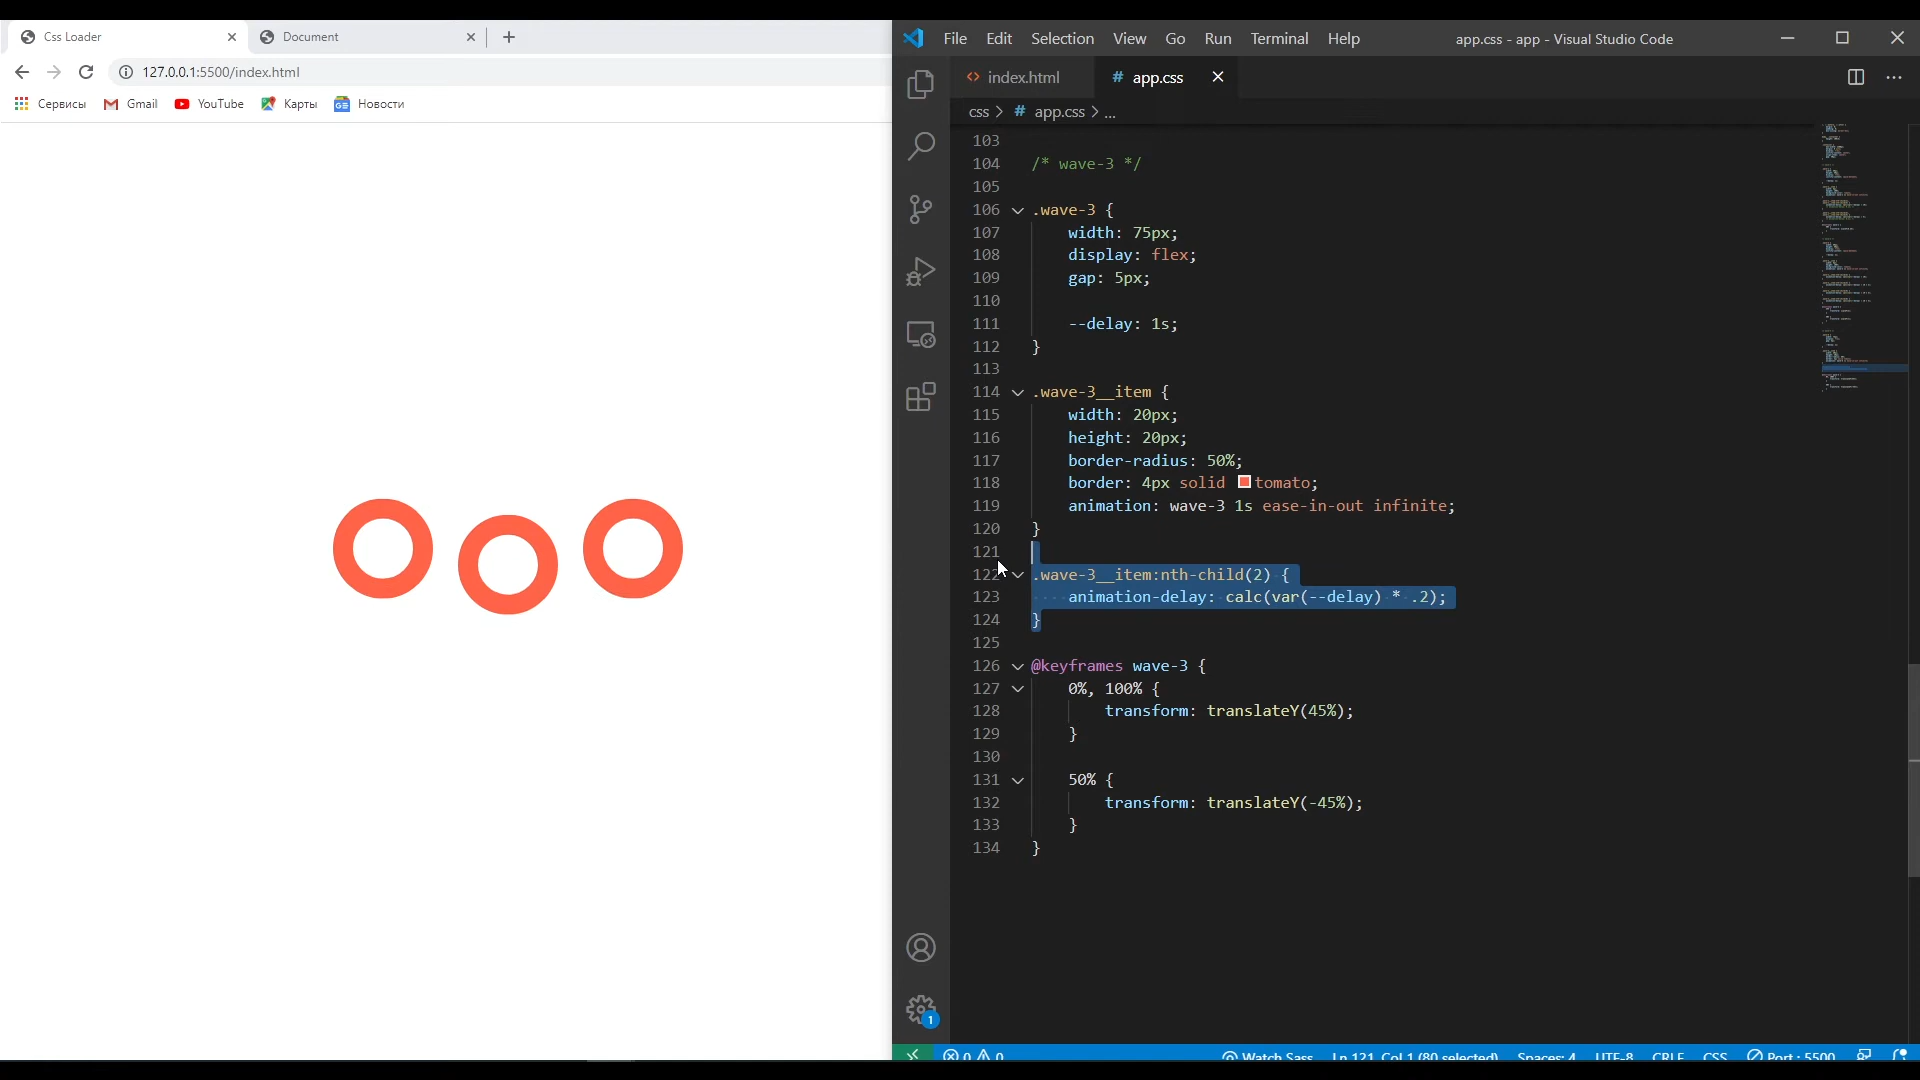 Css Loader
Document
127.0.0.1:5500/index.html
Сервисы Gmail YouTube Карты Новости
File Edit Selection View Go Run Terminal Help
app.css - app - Visual Studio Code
index.html
# app.css
css > # app.css > ...
103
104 /* wave-3 */
105
106 .wave-3 {
107 width: 75px;
108 display: flex;
109 gap: 5px;
110
111 --delay: 1s;
112 }
113
114 .wave-3__item {
115 width: 20px;
116 height: 20px;
117 border-radius: 50%;
118 border: 4px solid tomato;
119 animation: wave-3 1s ease-in-out infinite;
120 }
121
122 .wave-3__item:nth-child(2) {
123 animation-delay: calc(var(--delay) * .2);
124 }
125
126 @keyframes wave-3 {
127 0%, 100% {
128 transform: translateY(45%);
129 }
130
131 50% {
132 transform: translateY(-45%);
133 }
134 }
1
0 0 Watch Sass Ln 121, Col 1 (80 selected) Spaces: 4 UTF-8 CRLF CSS Port : 5500